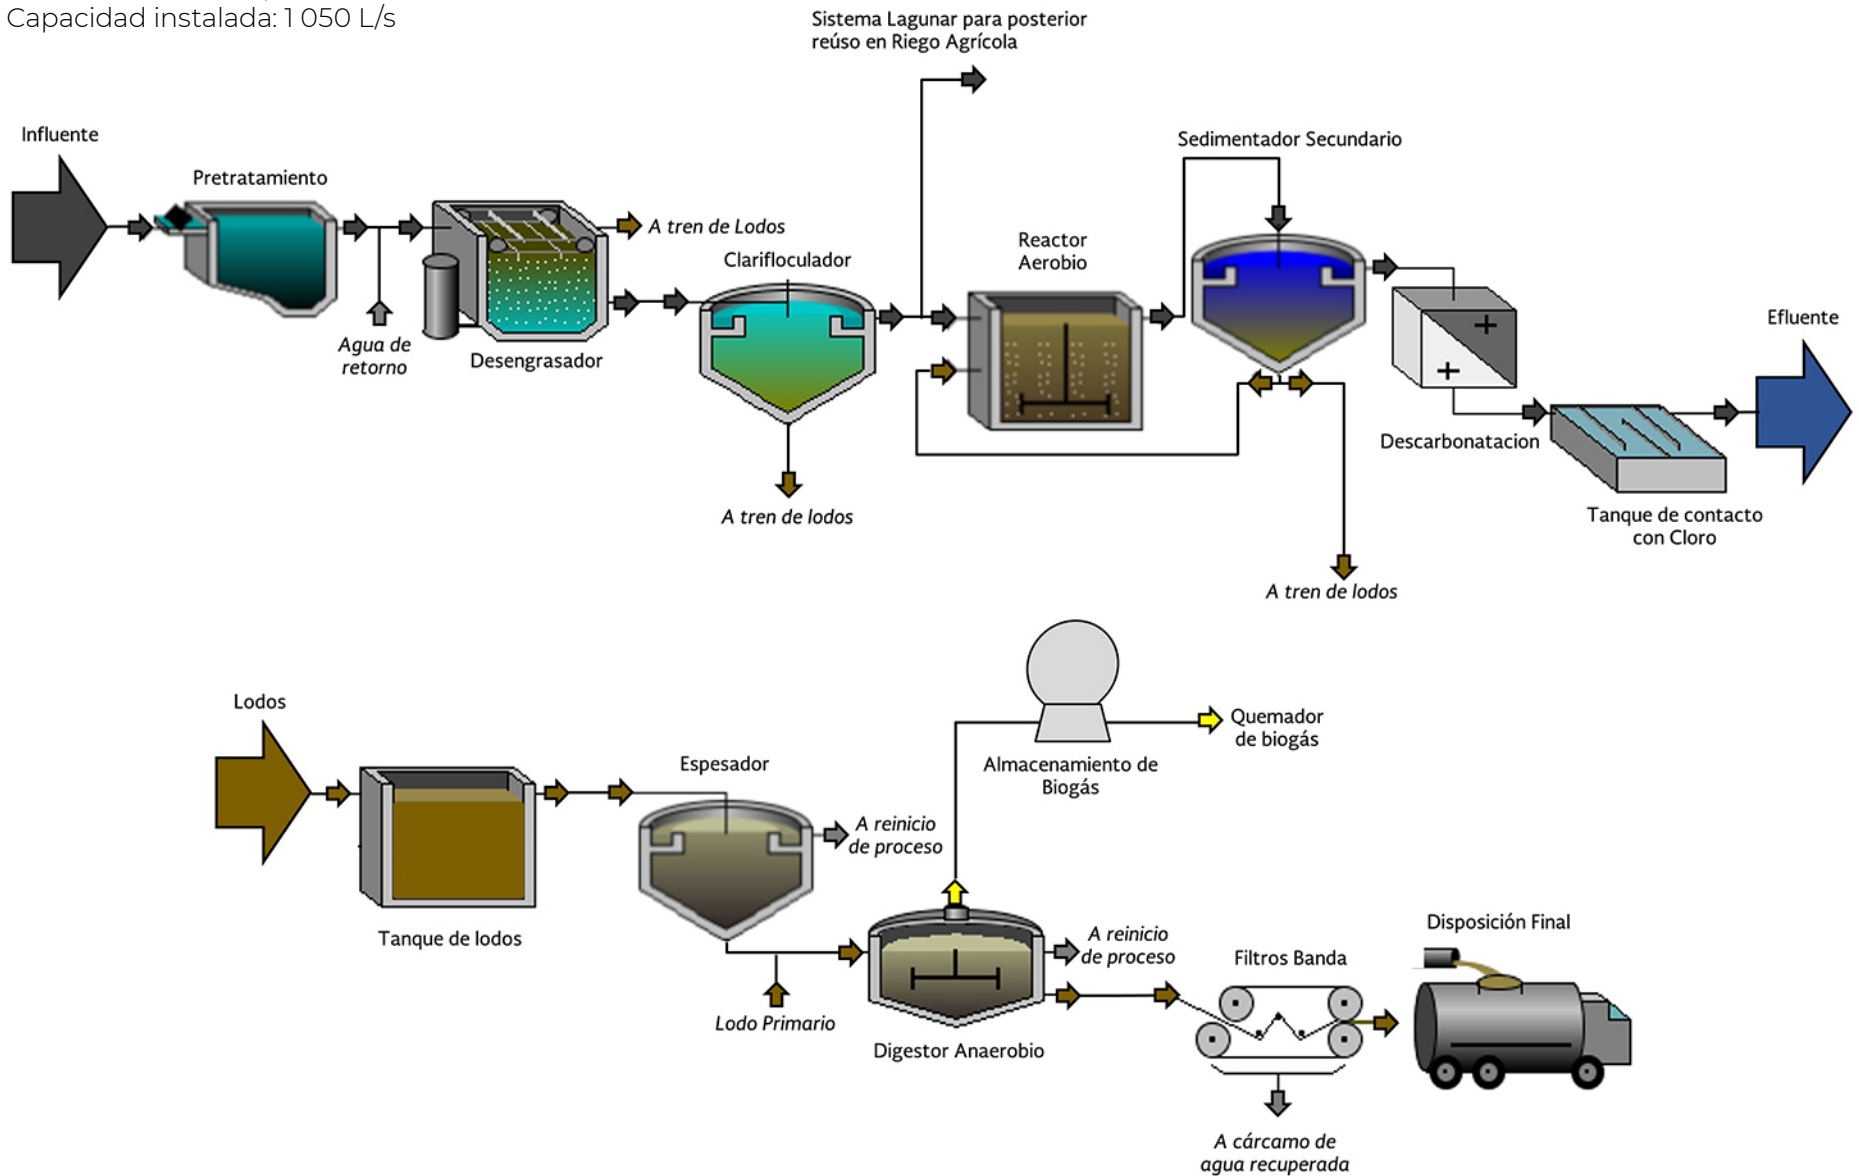 Capacidad instalada: 1 050 L/s
Sistema Lagunar para posterior
reúso en Riego Agrícola
Influente
Pretratamiento
Sedimentador Secundario
A tren de Lodos
Agua de
retorno
Desengrasador
Clarifloculador
Reactor
Aerobio
Efluente
Descarbonatacion
A tren de lodos
Tanque de contacto
con Cloro
A tren de lodos
Lodos
Tanque de lodos
Espesador
A reinicio
de proceso
Lodo Primario
Almacenamiento de
Biogás
Quemador
de biogás
A reinicio
de proceso
Digestor Anaerobio
Filtros Banda
Disposición Final
A cárcamo de
agua recuperada